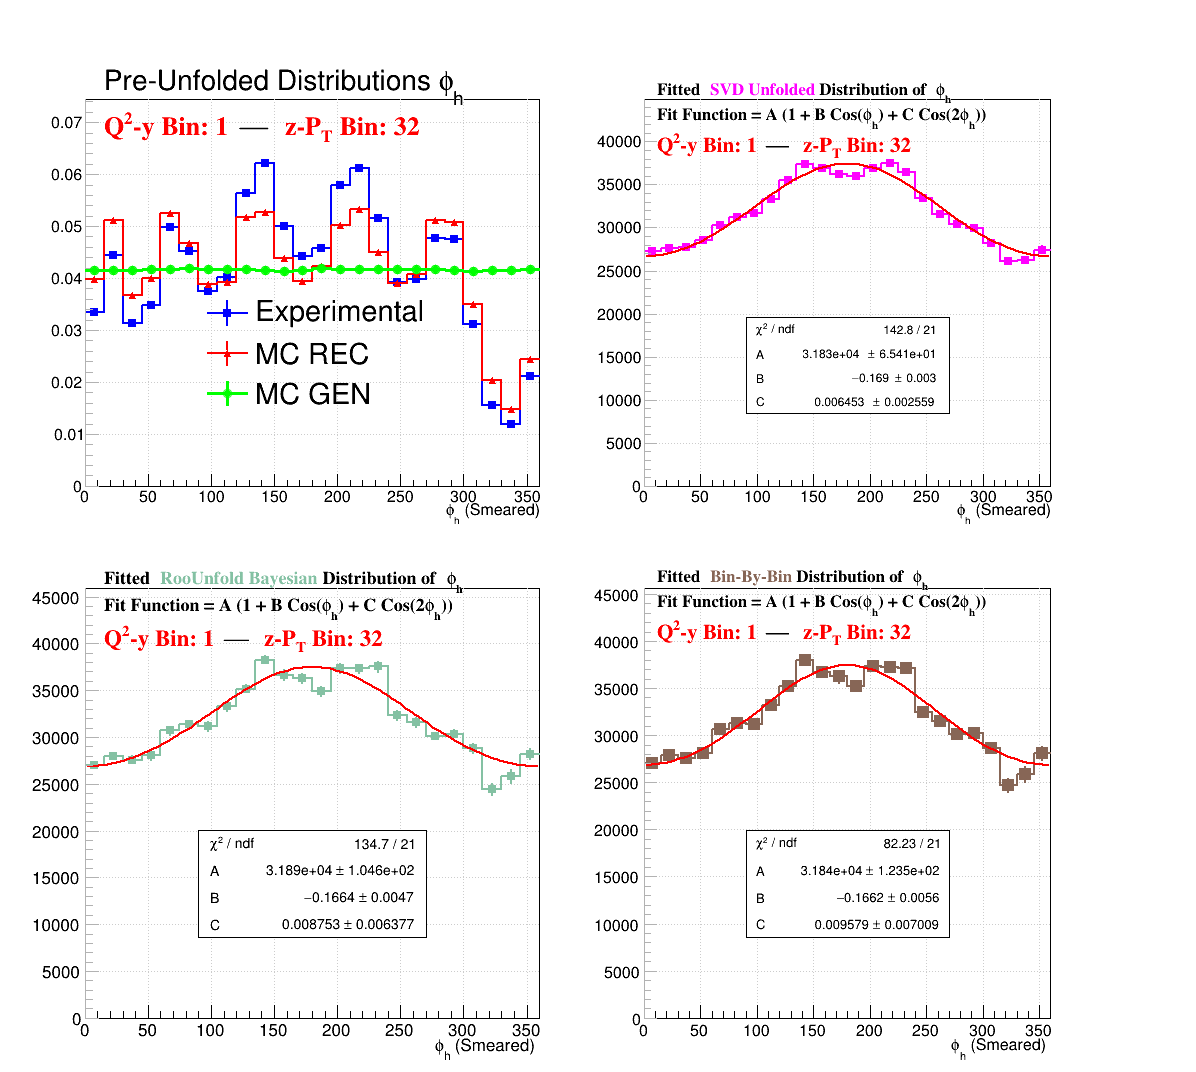 Pre-Unfolded Distributions ϕh
Q2-y Bin: 1 — z-PT Bin: 32
0.07
0.06
0.05
0.04
0.03
0.02
0.01
0
Experimental
MC REC
MC GEN
0 50 100 150 200 250 300 350
ϕh (Smeared)
Fitted SVD Unfolded Distribution of ϕh
Fit Function = A (1 + B Cos(ϕh) + C Cos(2ϕh))
Q2-y Bin: 1 — z-PT Bin: 32
40000
35000
30000
25000
20000
15000
10000
5000
0
χ2 / ndf 142.8 / 21
A 3.183e+04 ± 6.541e+01
B −0.169 ± 0.003
C 0.006453 ± 0.002559
0 50 100 150 200 250 300 350
ϕh (Smeared)
Fitted RooUnfold Bayesian Distribution of ϕh
Fit Function = A (1 + B Cos(ϕh) + C Cos(2ϕh))
Q2-y Bin: 1 — z-PT Bin: 32
45000
40000
35000
30000
25000
20000
15000
10000
5000
0
χ2 / ndf 134.7 / 21
A 3.189e+04 ± 1.046e+02
B −0.1664 ± 0.0047
C 0.008753 ± 0.006377
0 50 100 150 200 250 300 350
ϕh (Smeared)
Fitted Bin-By-Bin Distribution of ϕh
Fit Function = A (1 + B Cos(ϕh) + C Cos(2ϕh))
Q2-y Bin: 1 — z-PT Bin: 32
45000
40000
35000
30000
25000
20000
15000
10000
5000
0
χ2 / ndf 82.23 / 21
A 3.184e+04 ± 1.235e+02
B −0.1662 ± 0.0056
C 0.009579 ± 0.007009
0 50 100 150 200 250 300 350
ϕh (Smeared)